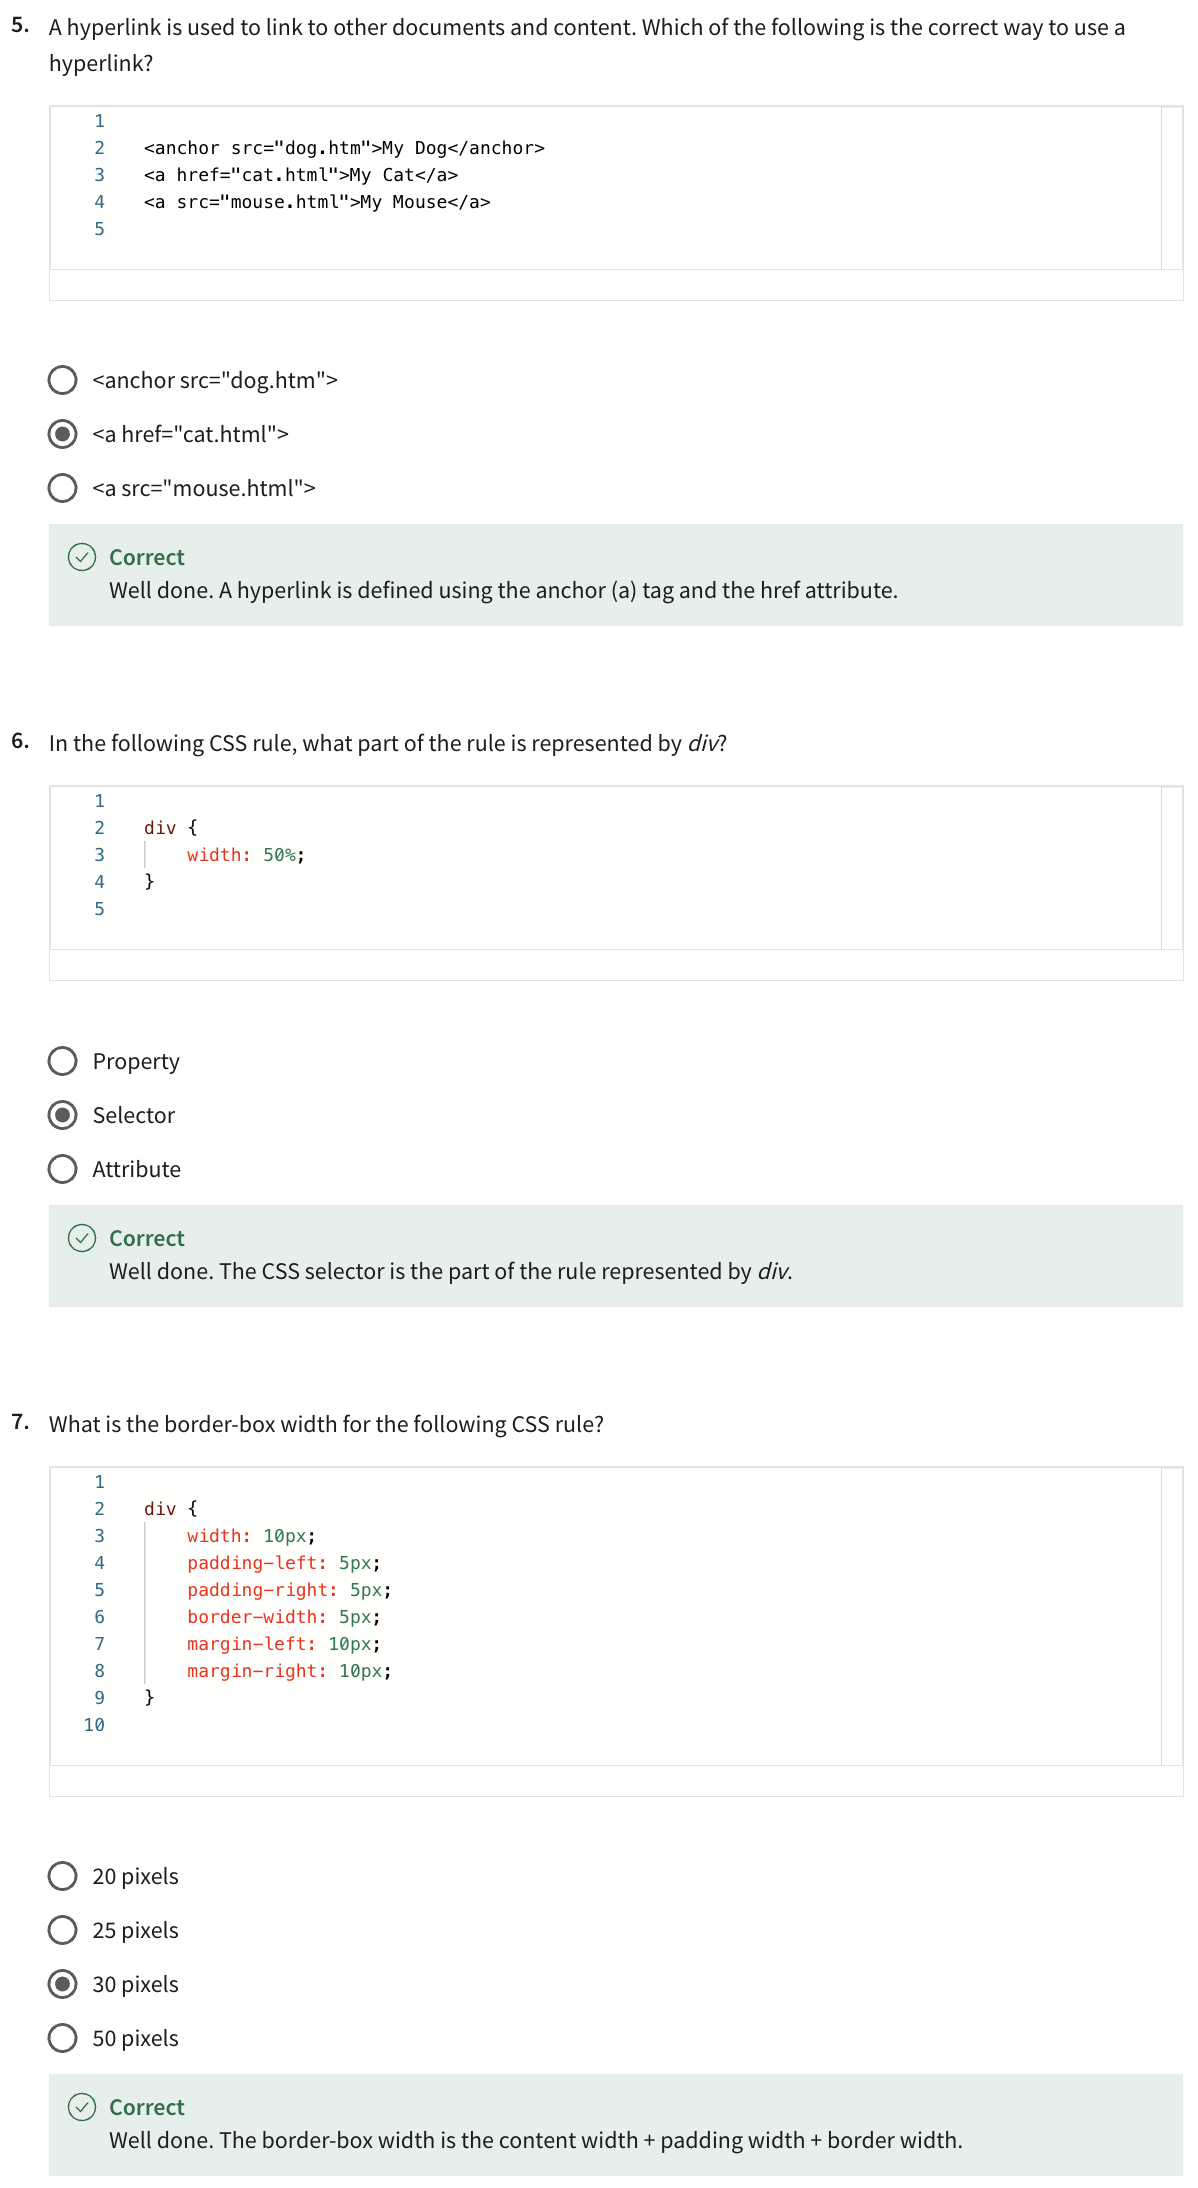 5. A hyperlink is used to link to other documents and content. Which of the following is the correct way to use a
hyperlink?
1
2 <anchor src="dog.htm">My Dog</anchor>
3 <a href="cat.html">My Cat</a>
4 <a src="mouse.html">My Mouse</a>
5
<anchor src="dog.htm">
<a href="cat.html">
<a src="mouse.html">
Correct
Well done. A hyperlink is defined using the anchor (a) tag and the href attribute.
6. In the following CSS rule, what part of the rule is represented by div?
1
2 div {
3 width: 50%;
4 }
5
Property
Selector
Attribute
Correct
Well done. The CSS selector is the part of the rule represented by div.
7. What is the border-box width for the following CSS rule?
1
2 div {
3 width: 10px;
4 padding-left: 5px;
5 padding-right: 5px;
6 border-width: 5px;
7 margin-left: 10px;
8 margin-right: 10px;
9 }
10
20 pixels
25 pixels
30 pixels
50 pixels
Correct
Well done. The border-box width is the content width + padding width + border width.